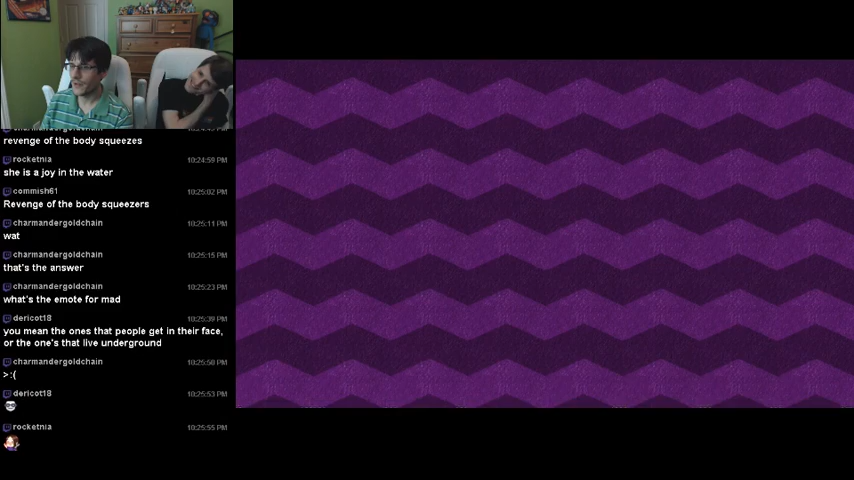 revenge of the body squeezes
rocketnia 10:24:59 PM
she is a joy in the water
commish61 10:25:02 PM
Revenge of the body squeezers
charmandergoldchain 10:25:11 PM
wat
charmandergoldchain 10:25:15 PM
that's the answer
charmandergoldchain 10:25:23 PM
what's the emote for mad
dericot18 10:25:39 PM
you mean the ones that people get in their face,
or the one's that live underground
charmandergoldchain 10:25:50 PM
>:(
dericot18 10:25:53 PM
rocketnia 10:25:55 PM